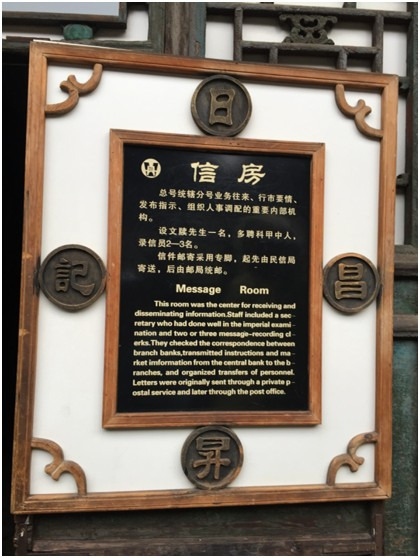 日
信房
总号统辖分号业务往来、行市要情、
发布指示、组织人事调配的重要内部机
构。
设文牍先生一名，多聘科甲中人，
录信员2—3名。
信件邮寄采用专脚，起先由民信局
寄送，后由邮局统邮。
Message Room
This room was the center for receiving and
disseminating information.Staff included a se-
cretary who had done well in the imperial exami-
nation and two or three message-recording cl-
erks.They checked the correspondence between
branch banks,transmitted instructions and ma-
rket imformation from the central bank to the b-
ranches, and organized transfers of personnel.
Letters were originally sent through a private p-
ostal service and later through the post office.
昇
昌
記